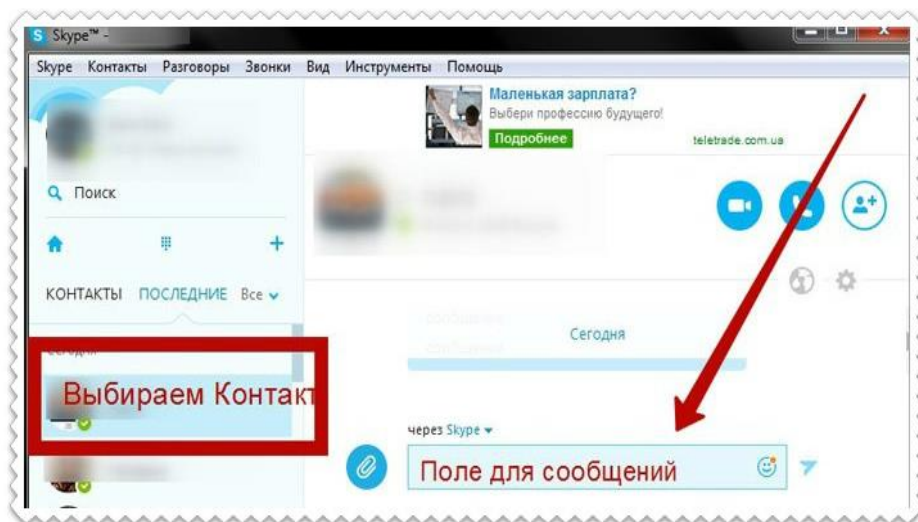 Skype™ -
Skype Контакты Разговоры Звонки Вид Инструменты Помощь
Маленькая зарплата?
Выбери профессию будущего!
Подробнее
teletrade.com.ua
Поиск
КОНТАКТЫ ПОСЛЕДНИЕ Все
Сегодня
Сегодня
Выбираем Контакт
через Skype
Поле для сообщений